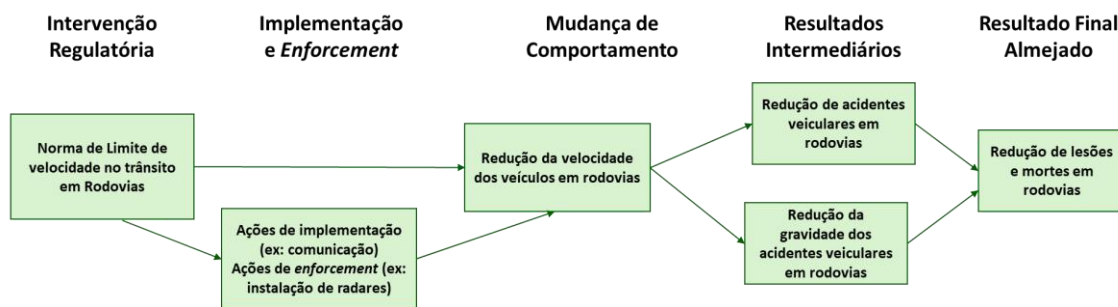 Intervenção
Regulatória
Implementação
e Enforcement
Mudança de
Comportamento
Resultados
Intermediários
Resultado Final
Almejado
Norma de Limite de
velocidade no trânsito
em Rodovias
Ações de implementação
(ex: comunicação)
Ações de enforcement (ex:
instalação de radares)
Redução da velocidade
dos veículos em rodovias
Redução de acidentes
veiculares em
rodovias
Redução da
gravidade dos
acidentes veiculares
em rodovias
Redução de lesões
e mortes em
rodovias